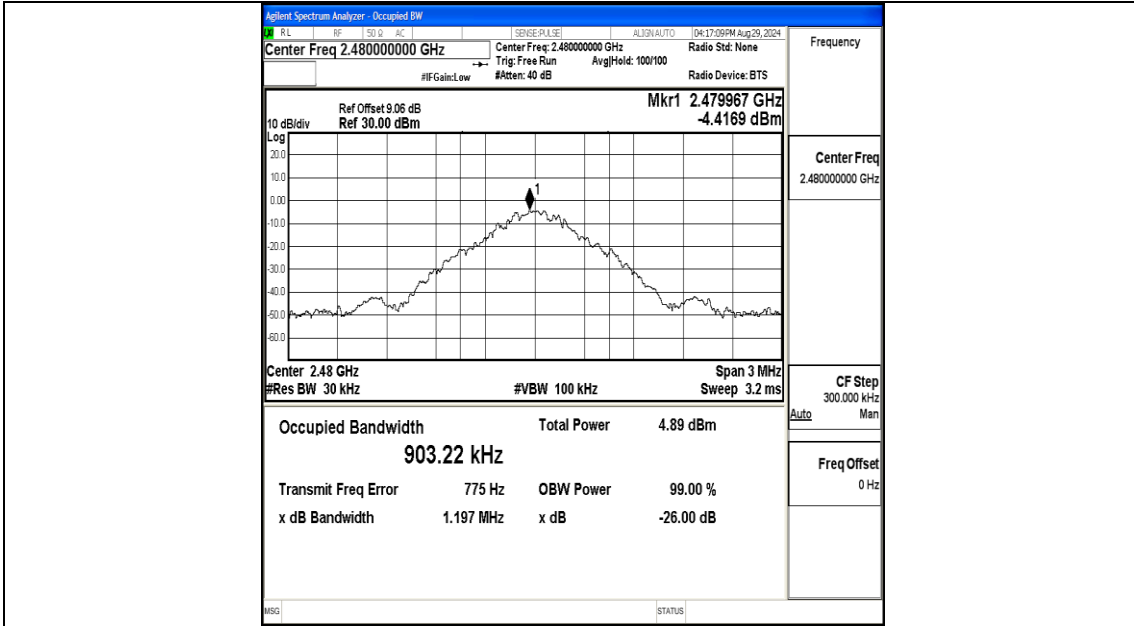 Agilent Spectrum Analyzer - Occupied BW
LXI RL RF 50 Ω AC SENSE:PULSE ALIGN AUTO 04:17:09PM Aug 29, 2024
Center Freq 2.480000000 GHz
Center Freq: 2.480000000 GHz Radio Std: None
Trig: Free Run Avg|Hold: 100/100
#IFGain:Low #Atten: 40 dB Radio Device: BTS
Frequency
Mkr1 2.479967 GHz
-4.4169 dBm
Ref Offset 9.06 dB
10 dB/div Ref 30.00 dBm
Log
20.0
10.0
0.00
-10.0
-20.0
-30.0
-40.0
-50.0
-60.0
1
Center Freq
2.480000000 GHz
Center 2.48 GHz Span 3 MHz
#Res BW 30 kHz #VBW 100 kHz Sweep 3.2 ms
CF Step
300.000 kHz
Auto Man
Occupied Bandwidth Total Power 4.89 dBm
903.22 kHz
Transmit Freq Error 775 Hz OBW Power 99.00 %
x dB Bandwidth 1.197 MHz x dB -26.00 dB
Freq Offset
0 Hz
MSG STATUS